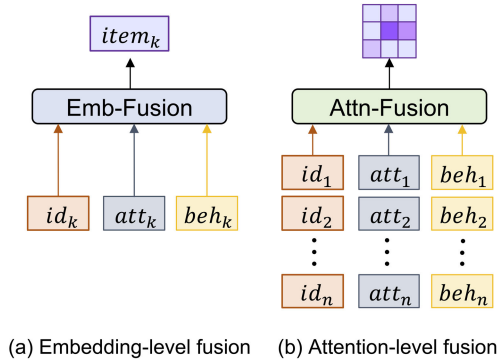 item_k
Emb-Fusion
Attn-Fusion
id_k att_k beh_k
id_1 att_1 beh_1
id_2 att_2 beh_2
id_n att_n beh_n
(a) Embedding-level fusion
(b) Attention-level fusion